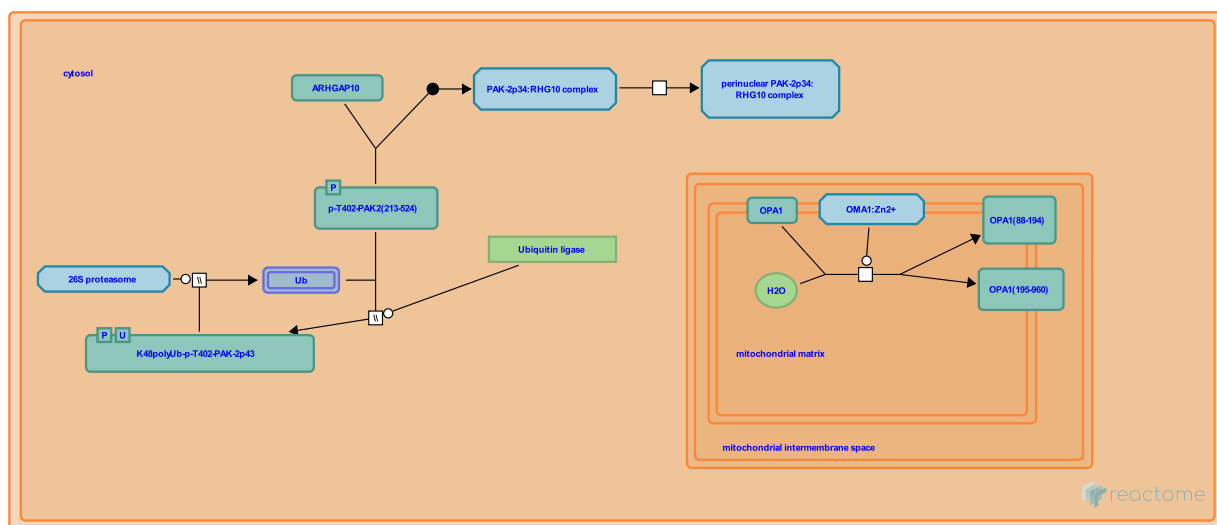 cytosol
ARHGAP10
PAK-2p34:RHG10 complex
perinuclear PAK-2p34:
RHG10 complex
P
p-T402-PAK2(213-524)
OPA1
OMA1:Zn2+
OPA1(88-194)
Ubiquitin ligase
26S proteasome
\\
Ub
H2O
OPA1(195-960)
\\
P
U
K48polyUb-p-T402-PAK-2p43
mitochondrial matrix
mitochondrial intermembrane space
reactome